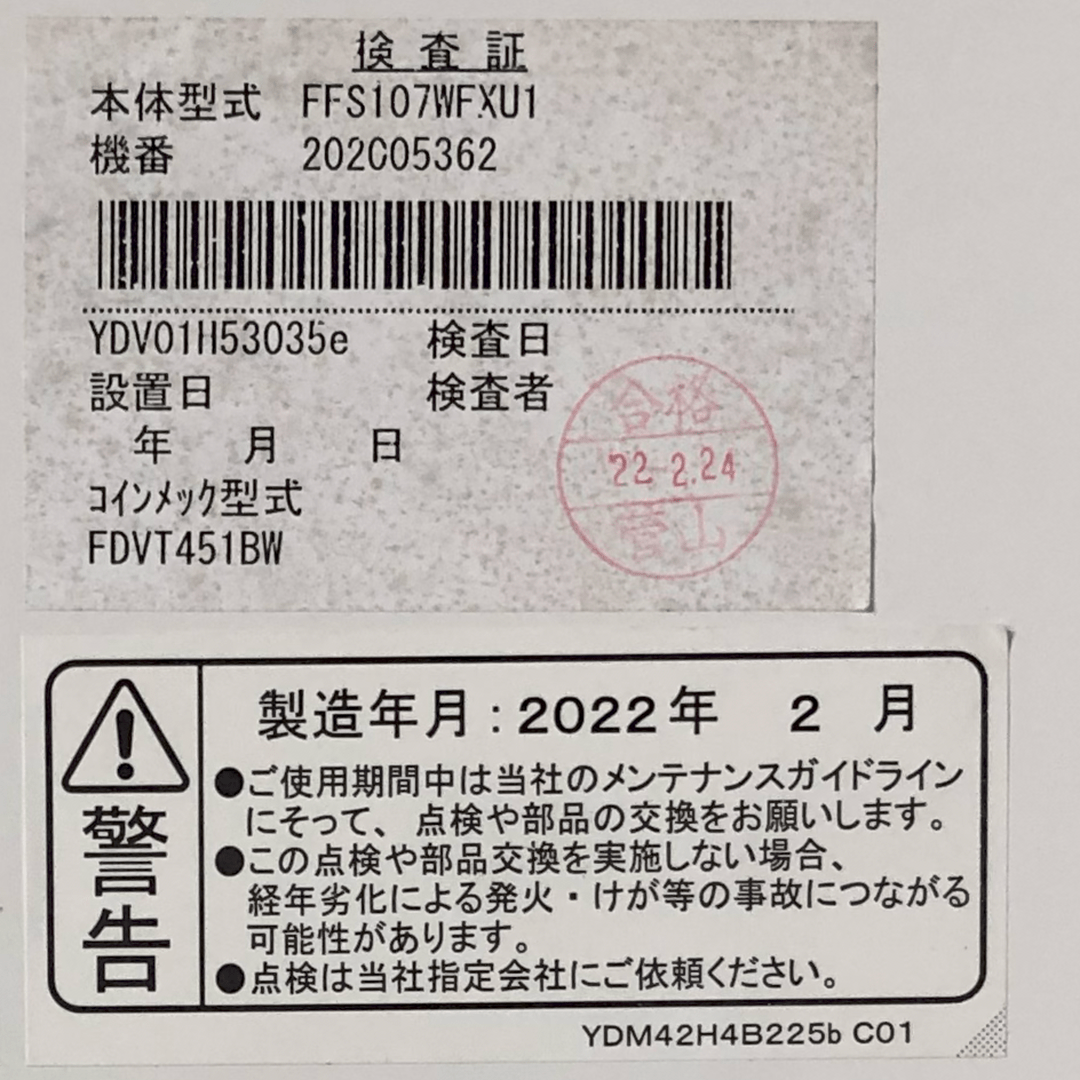 検査証
本体型式 FFS107WFXU1
機番 202C05362
YDV01H53035e 検査日
設置日 検査者
年 月 日
コインメック型式
FDVT451BW
合格
'22.2.24
菅山
警告
製造年月:2022年 2 月
●ご使用期間中は当社のメンテナンスガイドライン
にそって、点検や部品の交換をお願いします。
●この点検や部品交換を実施しない場合、
経年劣化による発火・けが等の事故につながる
可能性があります。
●点検は当社指定会社にご依頼ください。
YDM42H4B225b C01